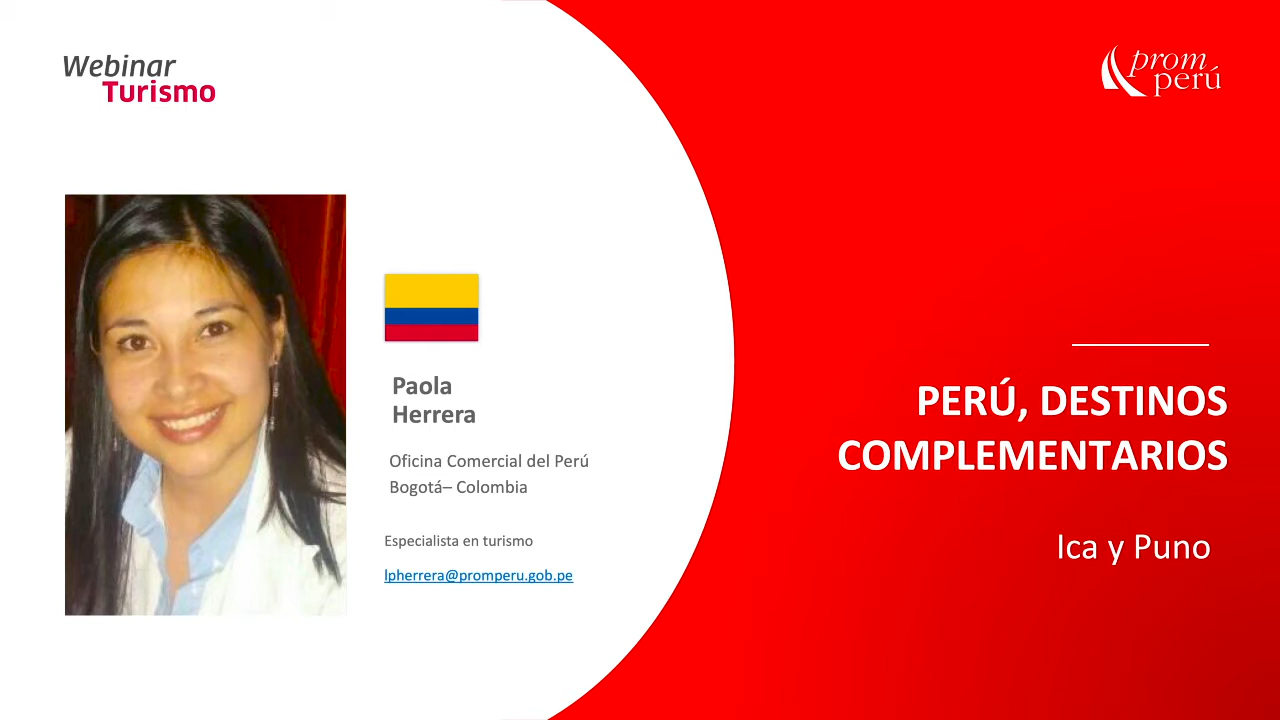 Webinar
Turismo
prom
perú
Paola
Herrera
Oficina Comercial del Perú
Bogotá– Colombia
Especialista en turismo
lpherrera@promperu.gob.pe
PERÚ, DESTINOS
COMPLEMENTARIOS
Ica y Puno